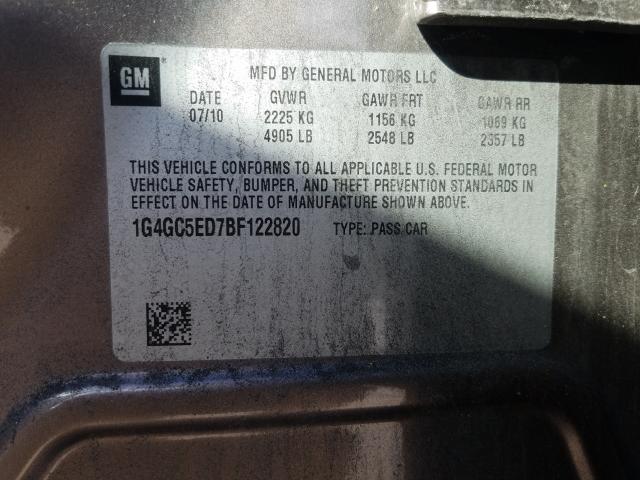 GM
MFD BY GENERAL MOTORS LLC
DATE GVWR GAWR FRT GAWR RR
07/10 2225 KG 1156 KG 1069 KG
4905 LB 2548 LB 2357 LB
THIS VEHICLE CONFORMS TO ALL APPLICABLE U.S. FEDERAL MOTOR
VEHICLE SAFETY, BUMPER, AND THEFT PREVENTION STANDARDS IN
EFFECT ON THE DATE OF MANUFACTURE SHOWN ABOVE.
1G4GC5ED7BF122820 TYPE: PASS CAR